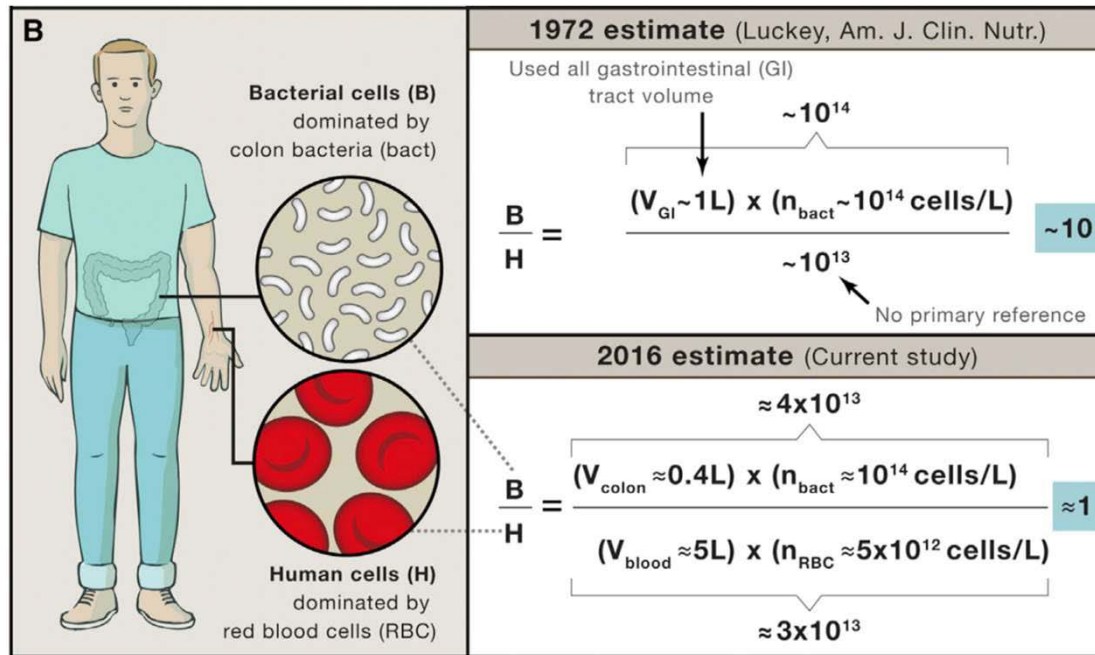 B
Bacterial cells (B)
dominated by
colon bacteria (bact)
Human cells (H)
dominated by
red blood cells (RBC)
1972 estimate (Luckey, Am. J. Clin. Nutr.)
Used all gastrointestinal (GI)
tract volume
~10¹⁴
B
H
=
(V_GI~1L) x (n_bact~10¹⁴ cells/L)
~10¹³
~10
No primary reference
2016 estimate (Current study)
≈4x10¹³
B
H
=
(V_colon ≈0.4L) x (n_bact ≈10¹⁴ cells/L)
(V_blood ≈5L) x (n_RBC ≈5x10¹² cells/L)
≈1
≈3x10¹³